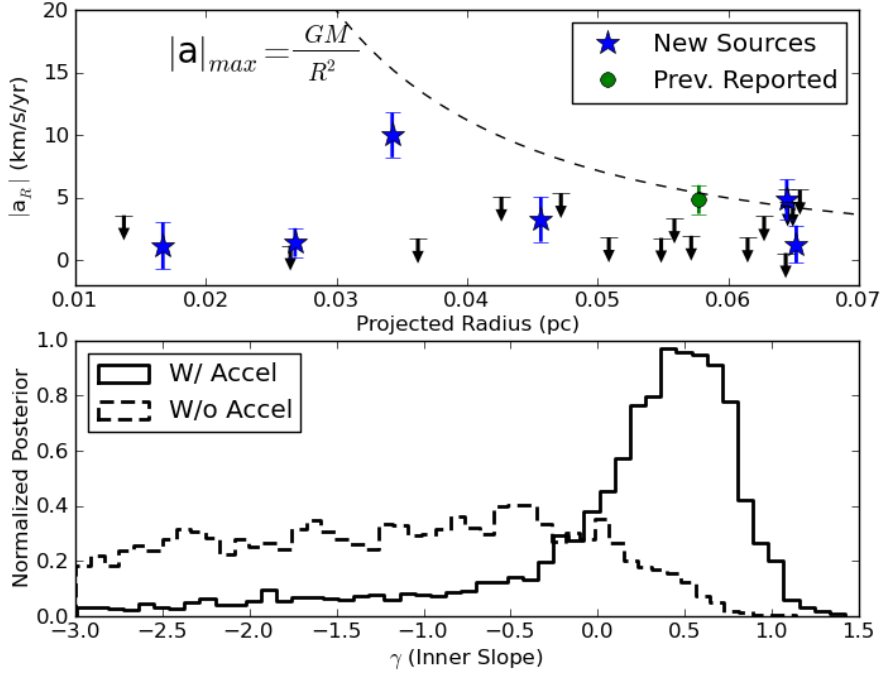 20
15
10
5
0
|a_R| (km/s/yr)
|a|_max = GM/R²
New Sources
Prev. Reported
0.01 0.02 0.03 0.04 0.05 0.06 0.07
Projected Radius (pc)
1.0
0.8
0.6
0.4
0.2
0.0
Normalized Posterior
W/ Accel
W/o Accel
−3.0 −2.5 −2.0 −1.5 −1.0 −0.5 0.0 0.5 1.0 1.5
γ (Inner Slope)